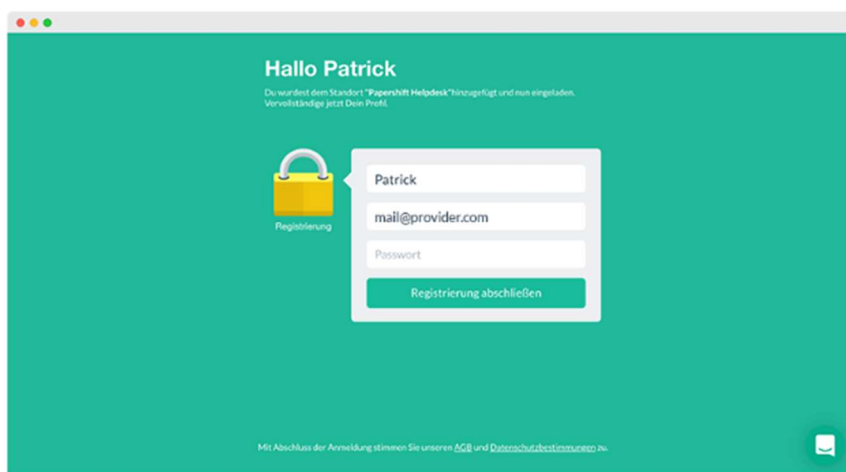 Hallo Patrick
Du wurdest dem Standort "Papershift Helpdesk"hinzugefügt und nun eingeladen.
Vervollständige jetzt Dein Profil.
Patrick
mail@provider.com
Registrierung
Passwort
Registrierung abschließen
Mit Abschluss der Anmeldung stimmen Sie unseren AGB und Datenschutzbestimmungen zu.